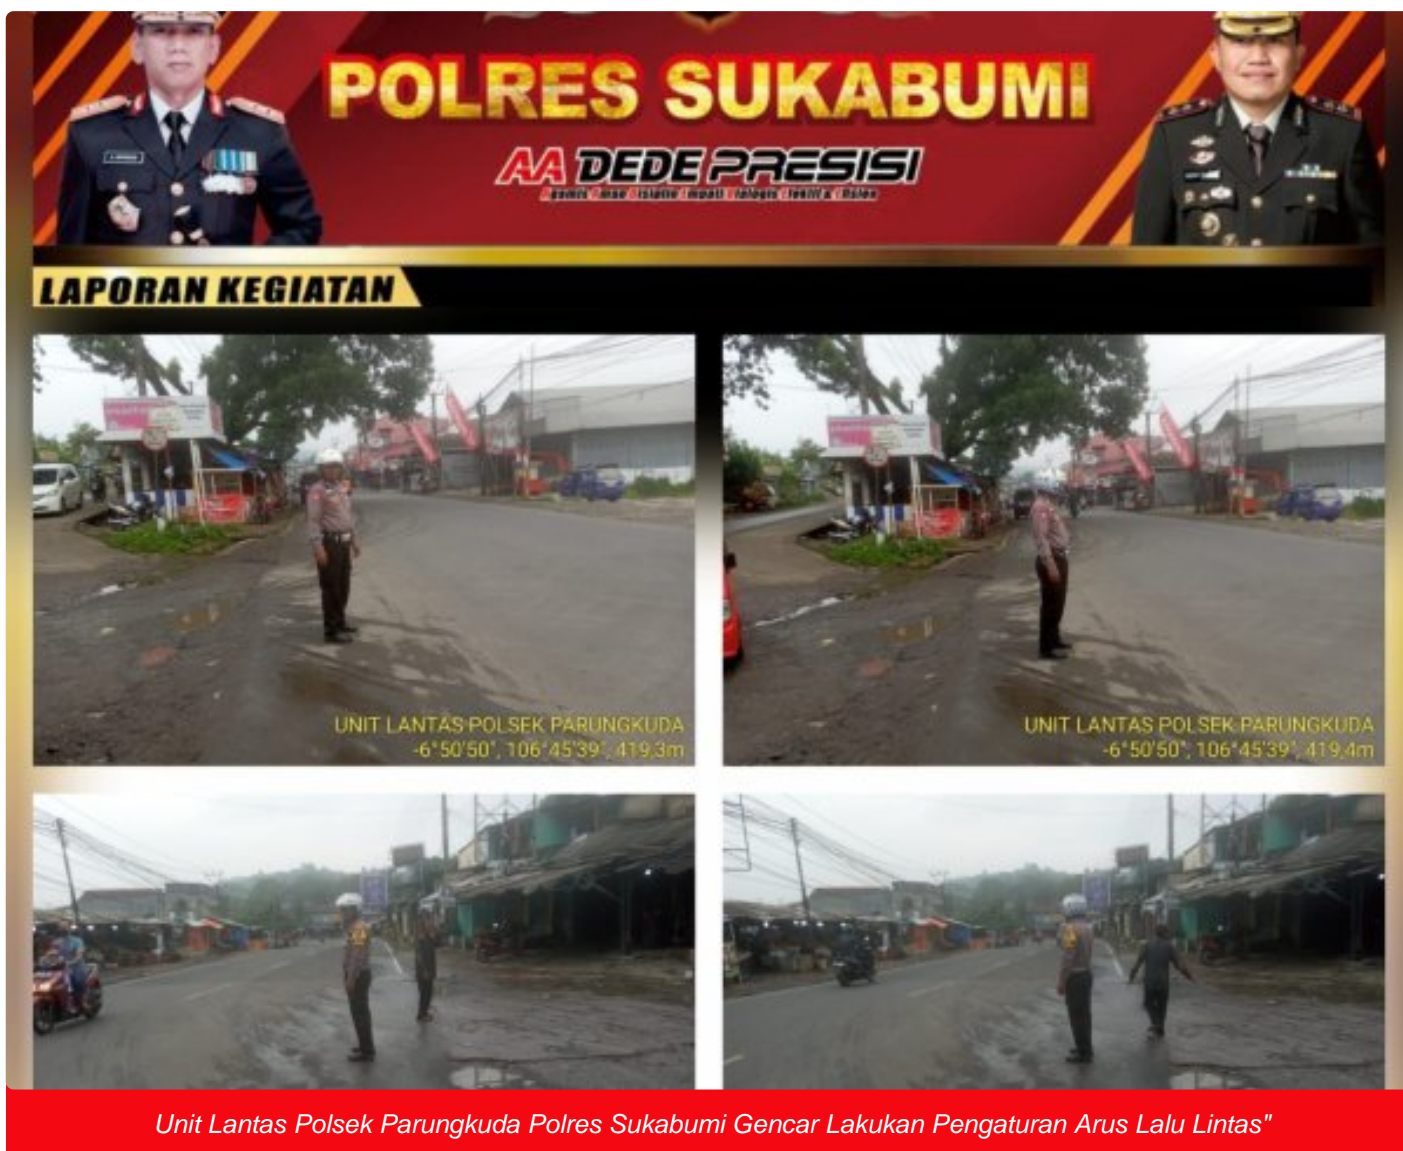 POLRES SUKABUMI
AA DEDE PRESISI
LAPORAN KEGIATAN
UNIT LANTAS POLSEK PARUNGKUDA
-6°50'50", 106°45'39", 419,3m
UNIT LANTAS POLSEK PARUNGKUDA
-6°50'50", 106°45'39", 419,4m
Unit Lantas Polsek Parungkuda Polres Sukabumi Gencar Lakukan Pengaturan Arus Lalu Lintas"